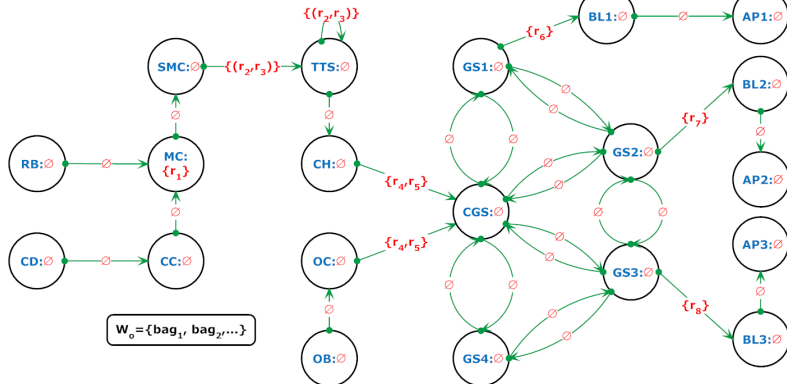 {(r2,r3)}
BL1:∅
∅
AP1:∅
{r6}
SMC:∅
{(r2,r3)}
TTS:∅
GS1:∅
BL2:∅
∅
∅
{r7}
∅
∅
∅
∅
∅
∅
RB:∅
∅
MC:
{r1}
CH:∅
GS2:∅
∅
{r4,r5}
∅
AP2:∅
∅
CGS:∅
∅
∅
{r4,r5}
∅
AP3:∅
CD:∅
∅
CC:∅
OC:∅
∅
GS3:∅
∅
∅
∅
{r8}
∅
Wo={bag1, bag2,...}
∅
∅
BL3:∅
OB:∅
GS4:∅